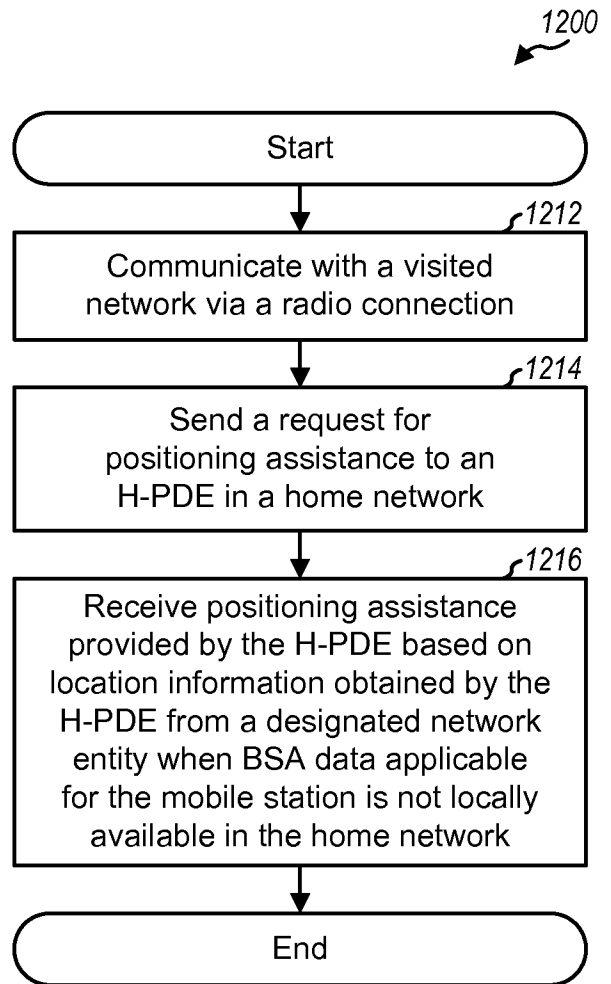 1200
Start
1212
Communicate with a visited
network via a radio connection
1214
Send a request for
positioning assistance to an
H-PDE in a home network
1216
Receive positioning assistance
provided by the H-PDE based on
location information obtained by the
H-PDE from a designated network
entity when BSA data applicable
for the mobile station is not locally
available in the home network
End